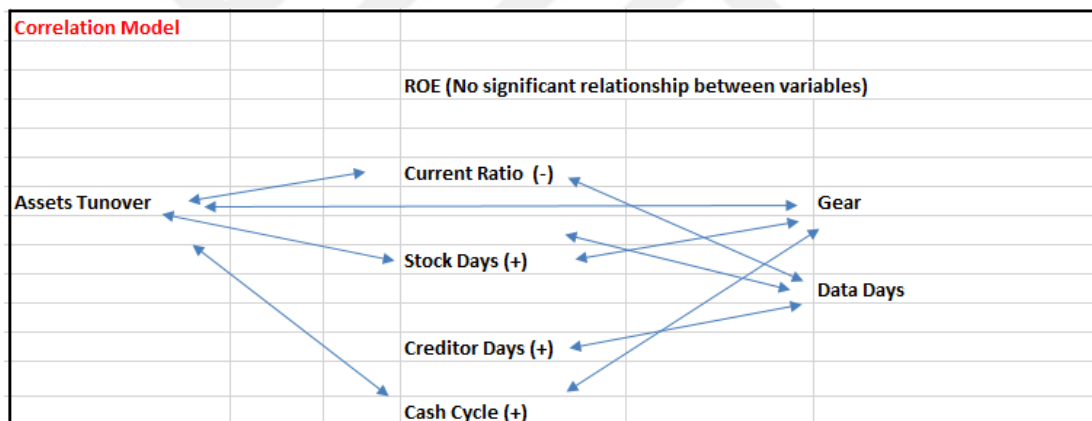 Correlation Model
ROE (No significant relationship between variables)
Current Ratio (-)
Assets Tunover
Gear
Stock Days (+)
Data Days
Creditor Days (+)
Cash Cycle (+)